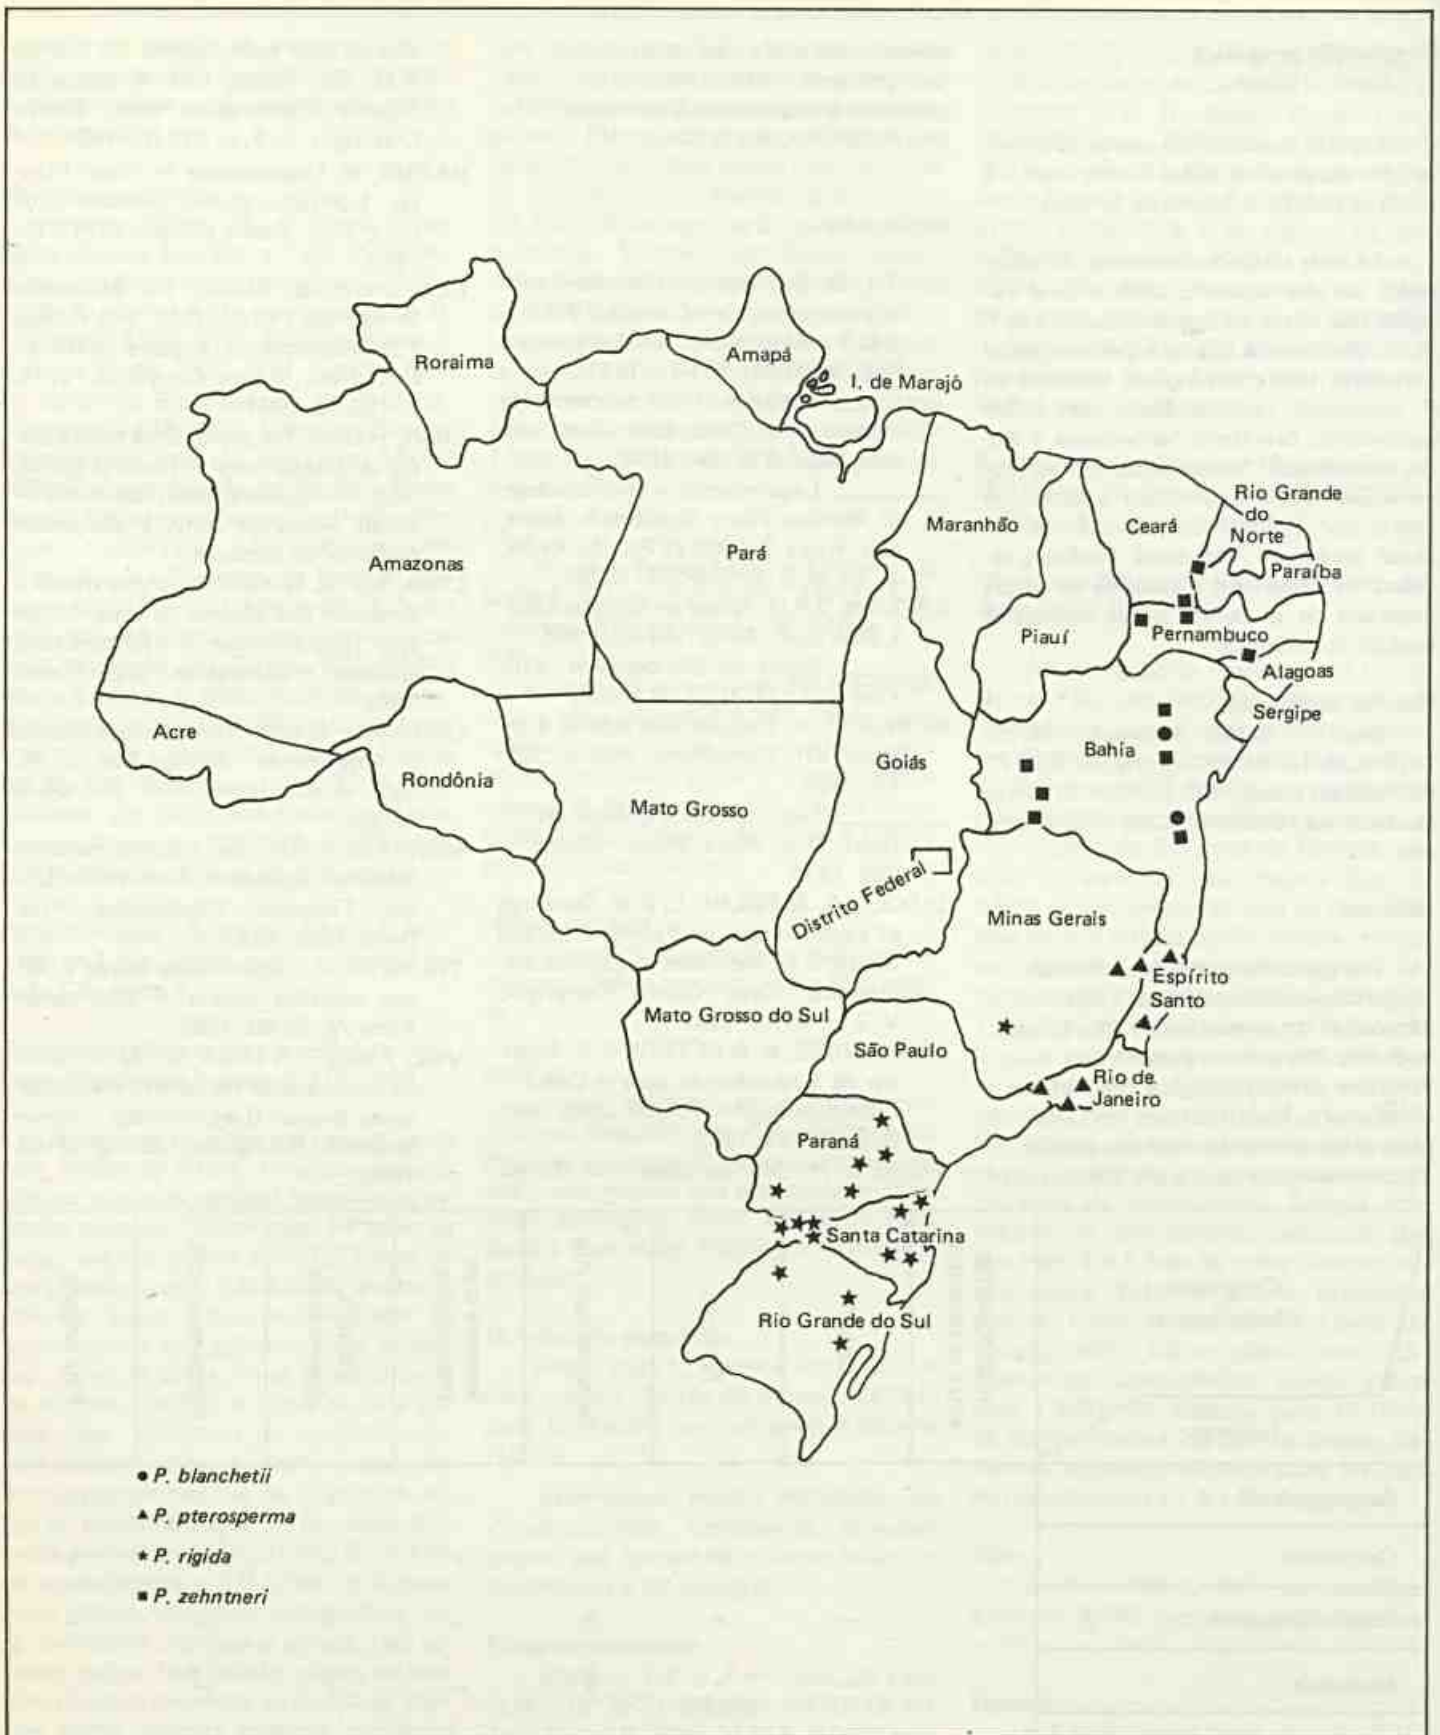 Roraima
Amapá
I. de Marajó
Rio Grande
do
Norte
Maranhão
Ceará
Pará
Amazonas
Paraíba
Piauí
Pernambuco
Alagoas
Sergipe
Acre
Bahia
Goiás
Rondônia
Mato Grosso
Distrito Federal
Minas Gerais
Espírito
Santo
Mato Grosso do Sul
São Paulo
Rio de
Janeiro
Paraná
Santa Catarina
Rio Grande do Sul
P. blanchetii
P. pterosperma
P. rigida
P. zehntneri